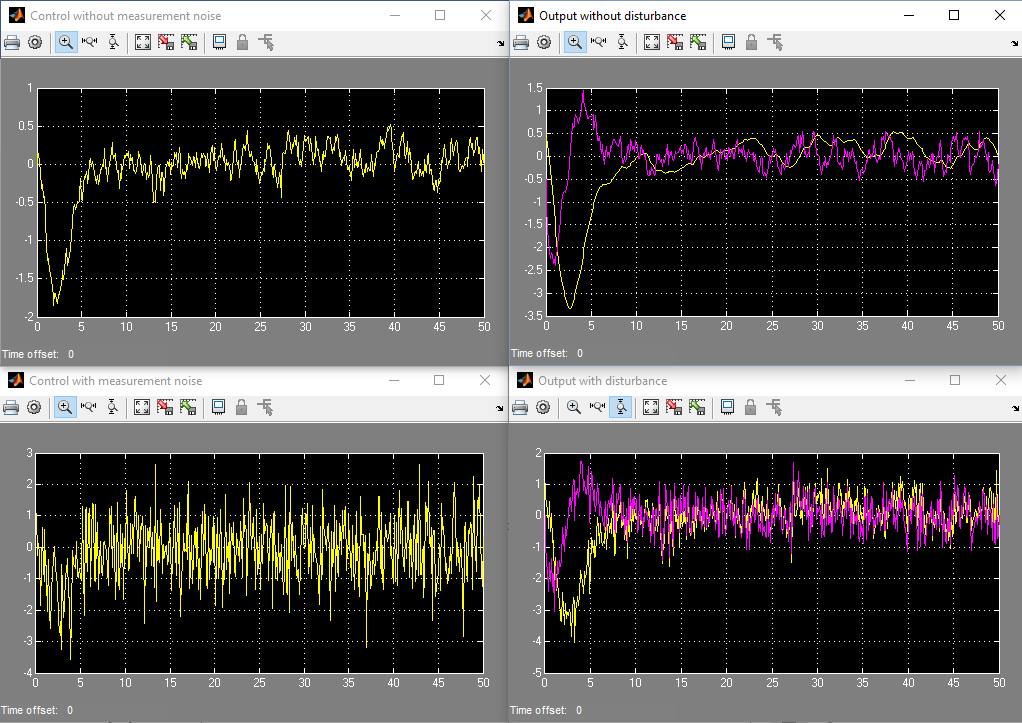 Control without measurement noise
1
0.5
0
-0.5
-1
-1.5
-2
0 5 10 15 20 25 30 35 40 45 50
Time offset: 0
Output without disturbance
1.5
1
0.5
0
-0.5
-1
-1.5
-2
-2.5
-3
-3.5
0 5 10 15 20 25 30 35 40 45 50
Time offset: 0
Control with measurement noise
3
2
1
0
-1
-2
-3
-4
0 5 10 15 20 25 30 35 40 45 50
Time offset: 0
Output with disturbance
2
1
0
-1
-2
-3
-4
-5
0 5 10 15 20 25 30 35 40 45 50
Time offset: 0